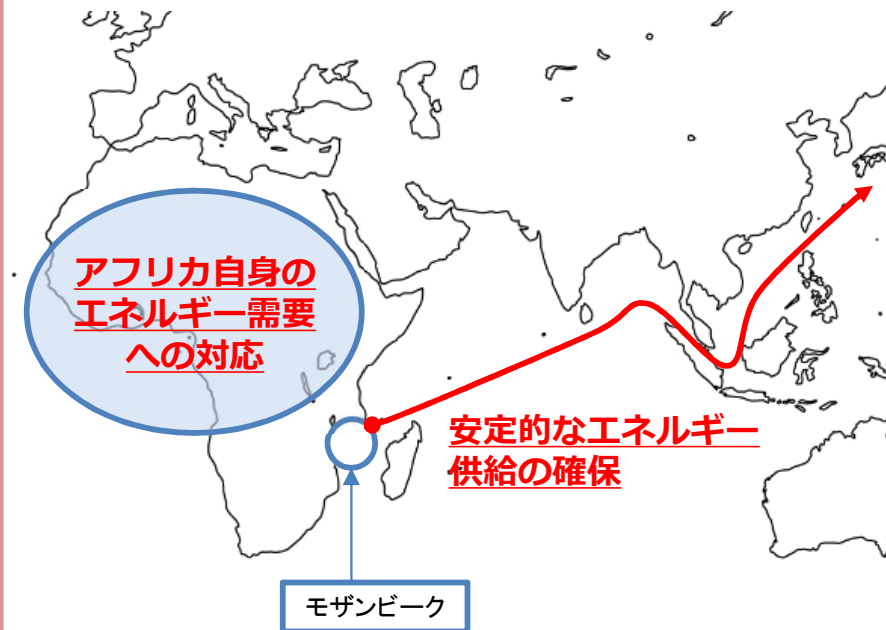 アフリカ自身の
エネルギー需要
への対応
安定的なエネルギー
供給の確保
モザンビーク